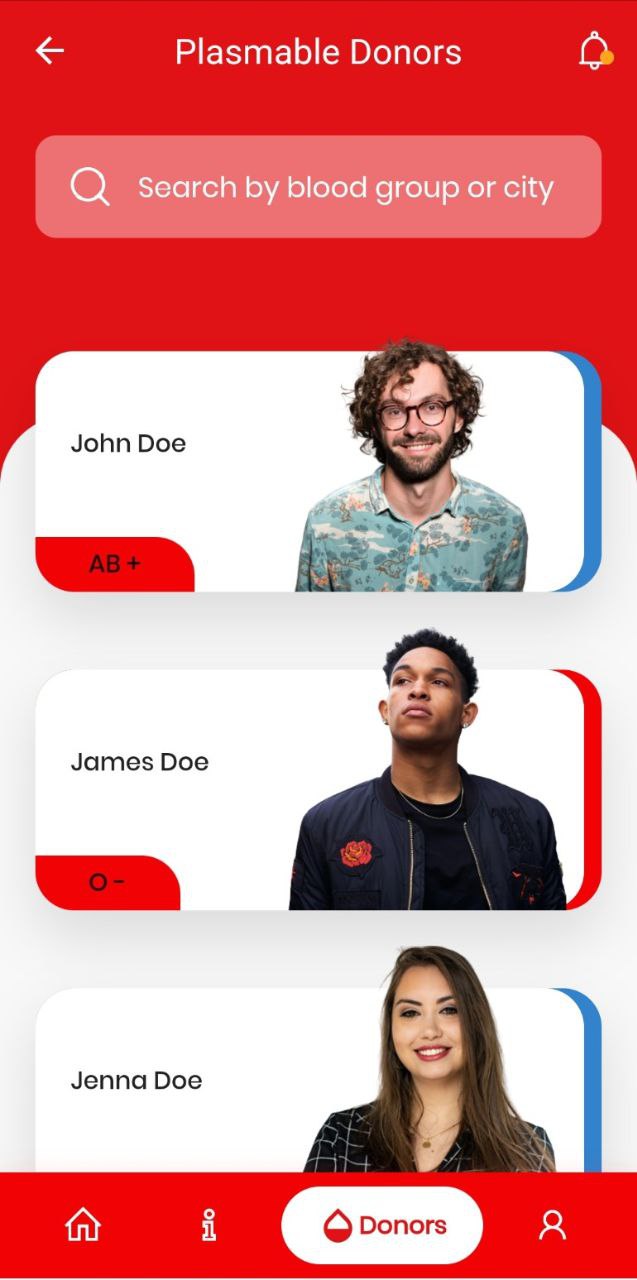 Plasmable Donors
Search by blood group or city
John Doe
AB +
James Doe
O -
Jenna Doe
Donors